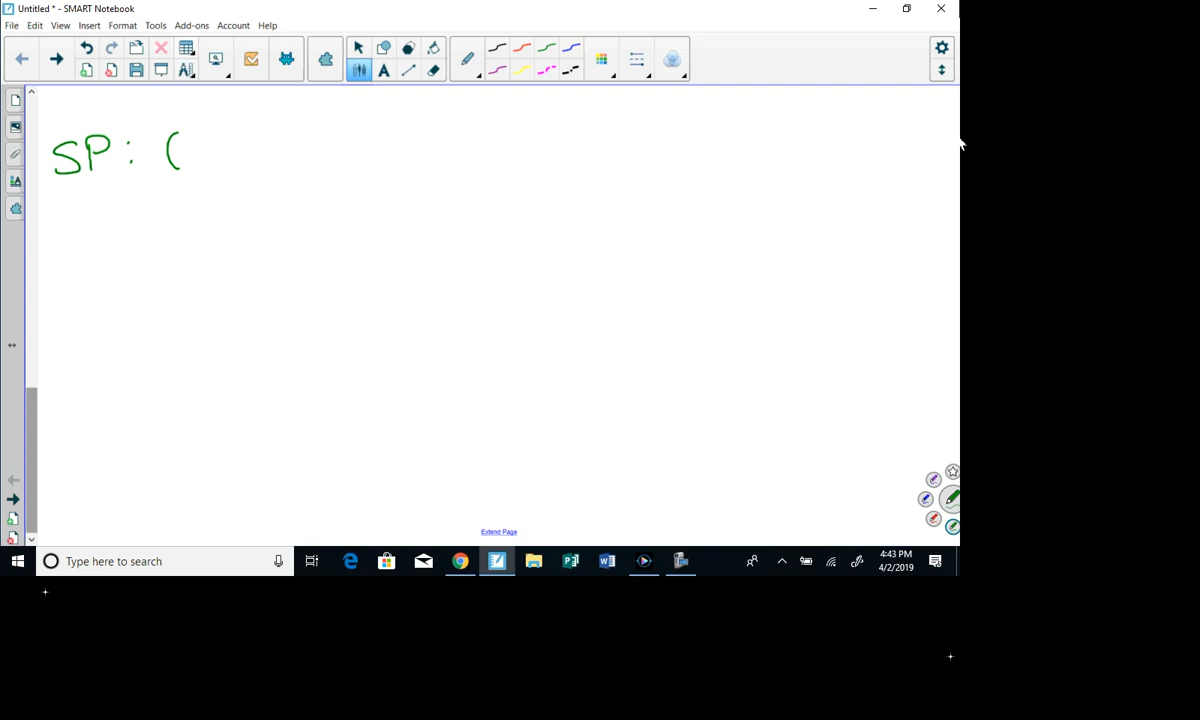 Untitled * - SMART Notebook
File Edit View Insert Format Tools Add-ons Account Help
SP: (
Extend Page
Type here to search
4:43 PM
4/2/2019